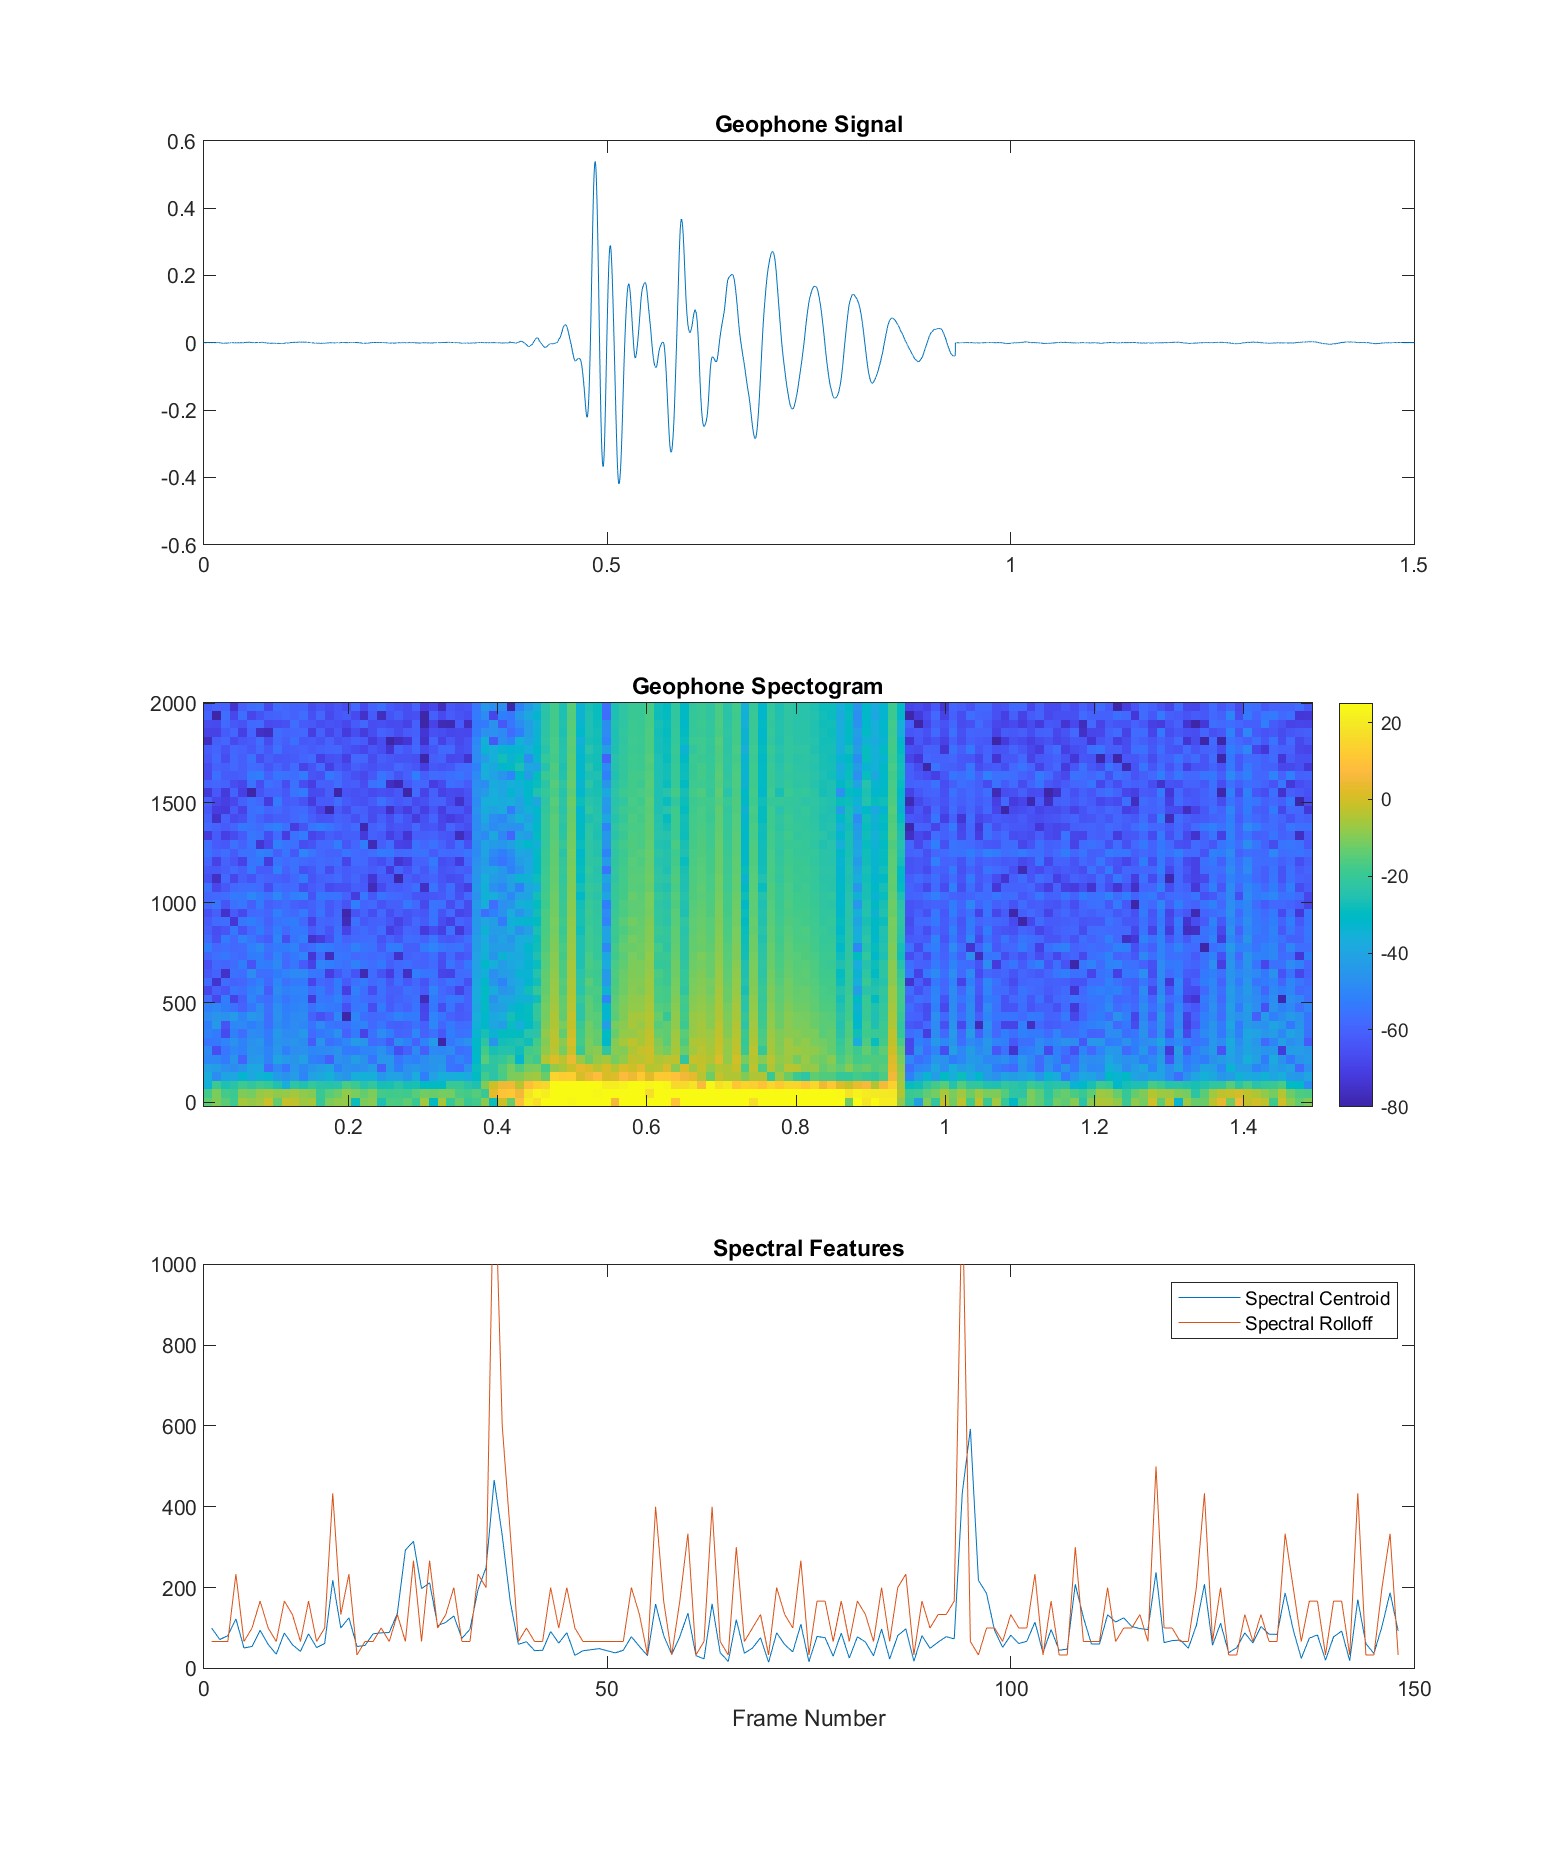 Geophone Signal
0.6
0.4
0.2
0
-0.2
-0.4
-0.6
0 0.5 1 1.5
Geophone Spectogram
2000
1500
1000
500
0
20
0
-20
-40
-60
-80
0.2 0.4 0.6 0.8 1 1.2 1.4
Spectral Features
1000
800
600
400
200
0
Spectral Centroid
Spectral Rolloff
0 50 100 150
Frame Number